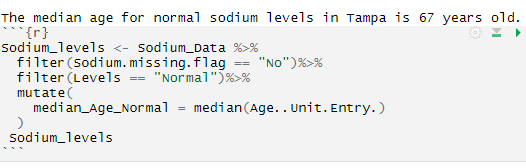 The median age for normal sodium levels in Tampa is 67 years old.
```{r}
Sodium_levels <- Sodium_Data %>%
  filter(Sodium.missing.flag == "No")%>%
  filter(Levels == "Normal")%>%
  mutate(
    median_Age_Normal = median(Age..Unit.Entry.)
  )
 Sodium_levels
```